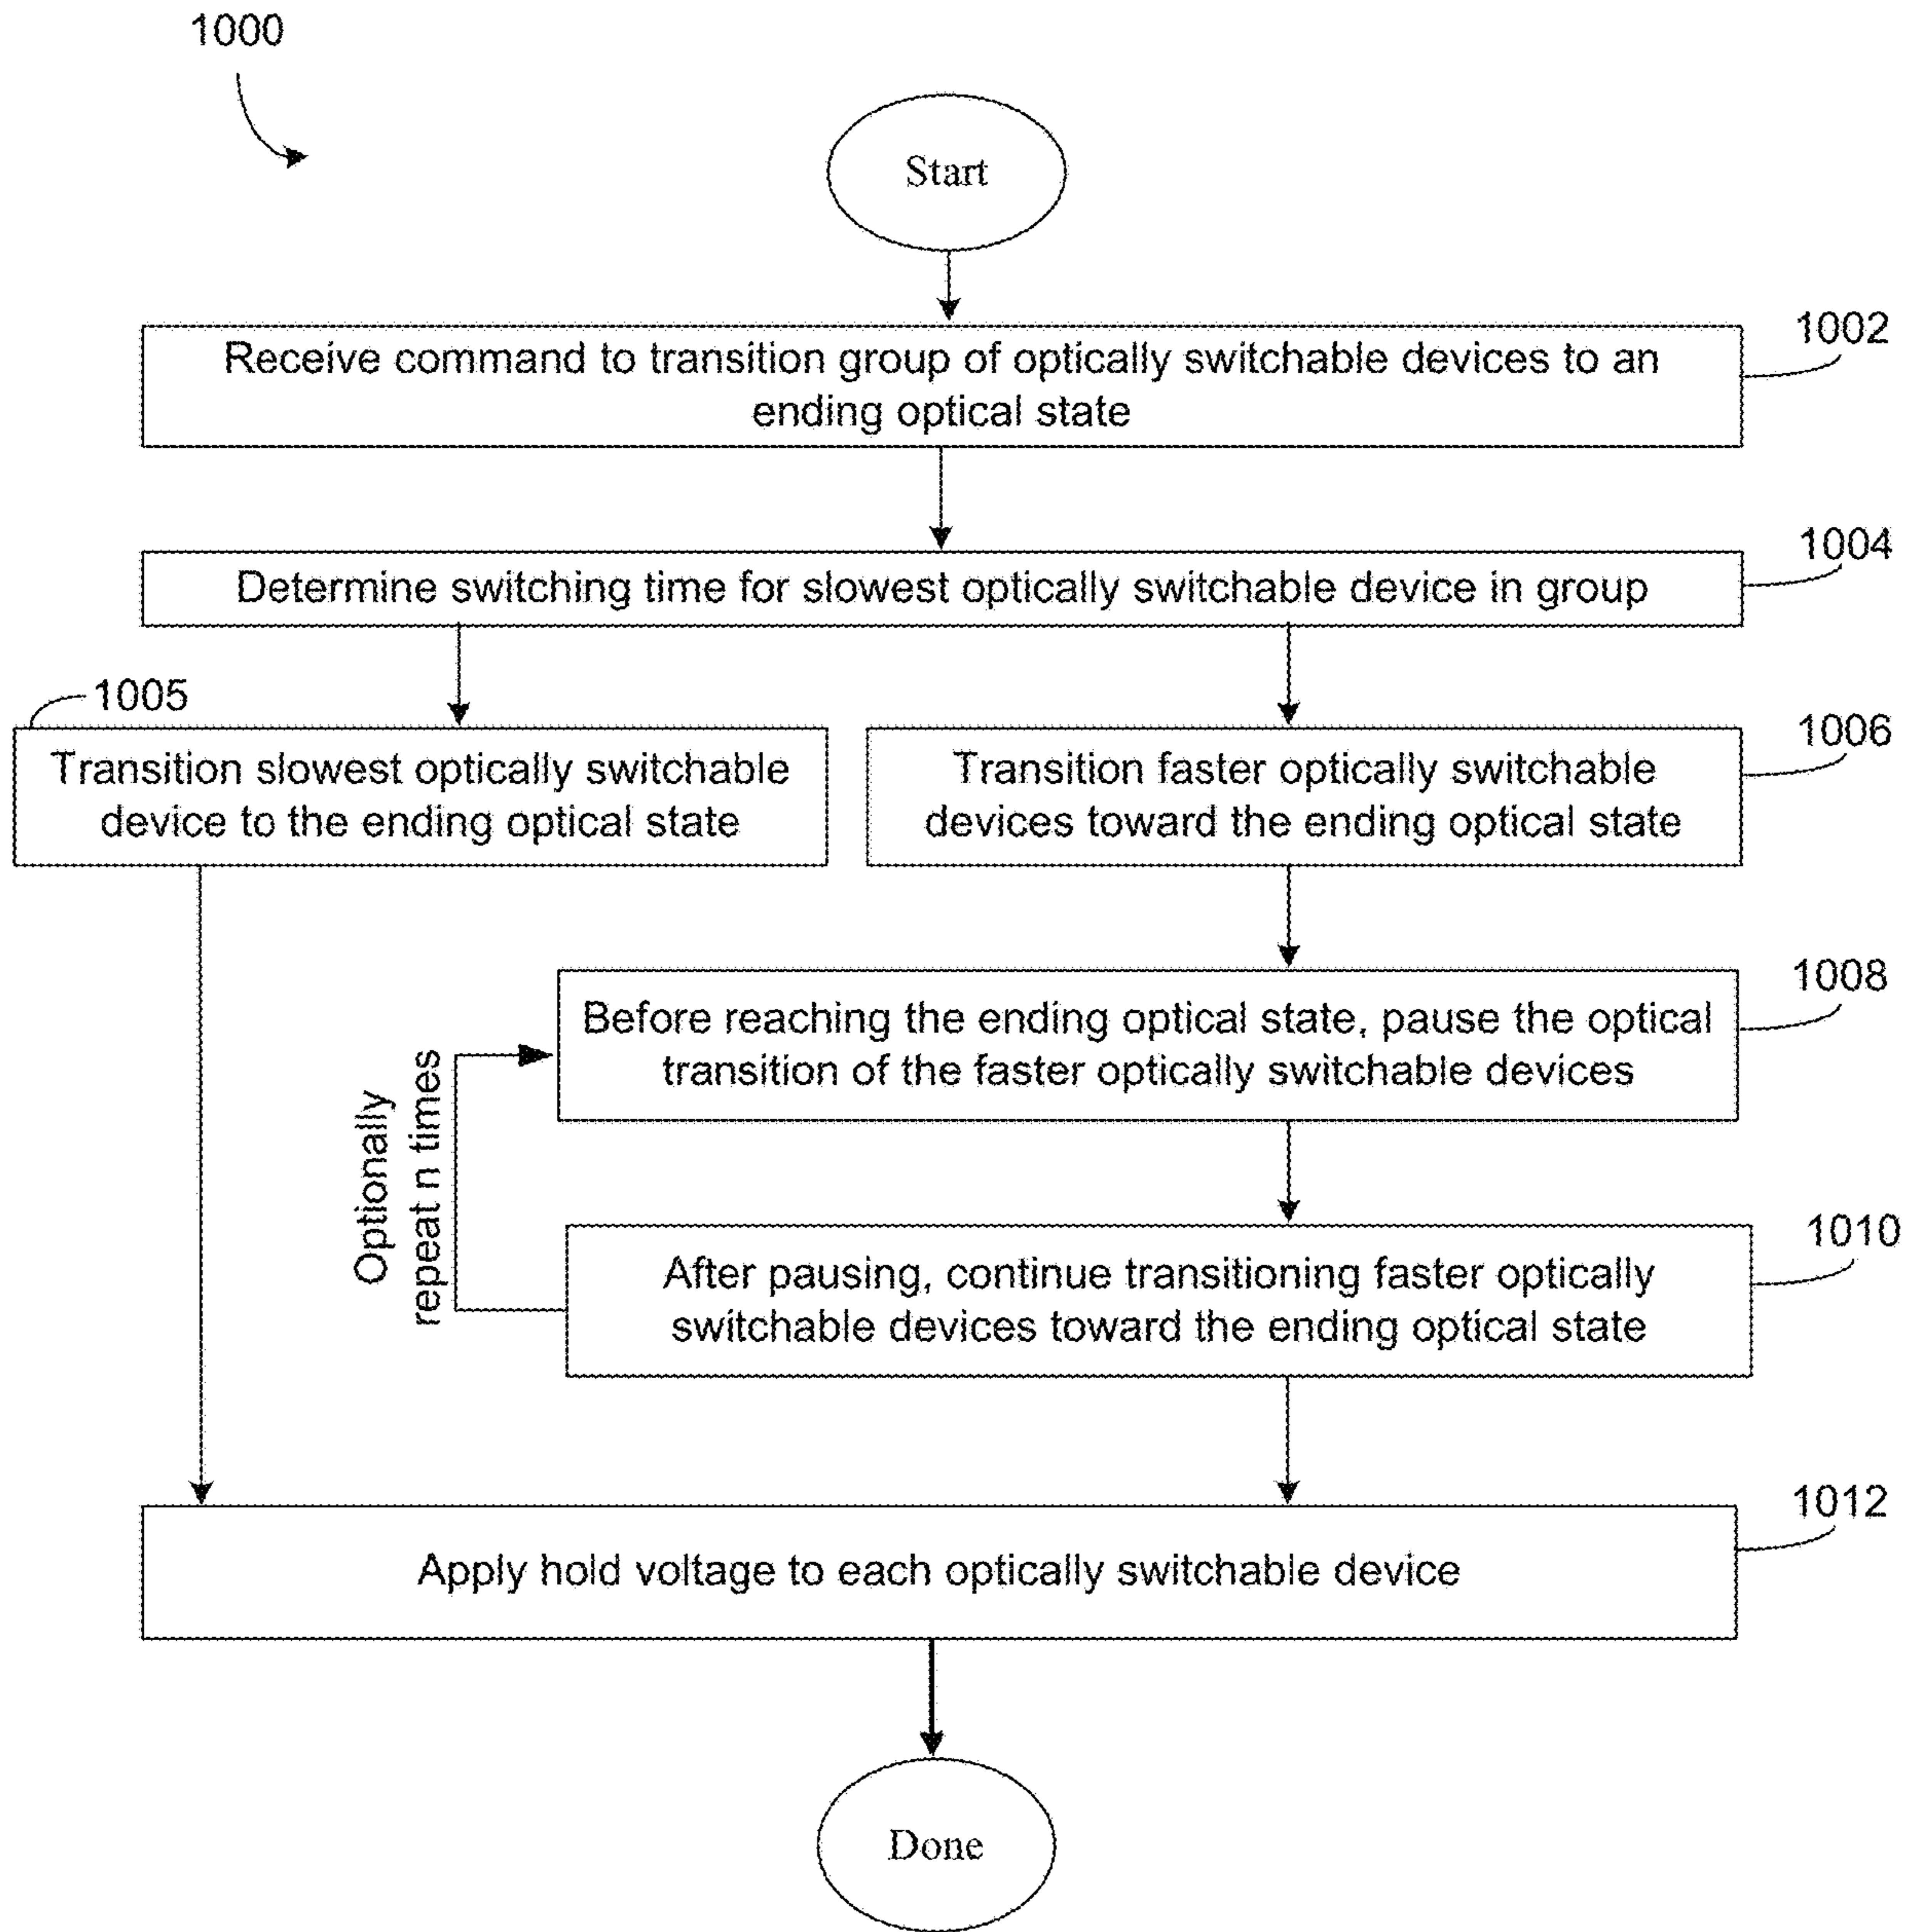 1000
Start
1002
Receive command to transition group of optically switchable devices to an
ending optical state
1004
Determine switching time for slowest optically switchable device in group
1005
Transition slowest optically switchable
device to the ending optical state
1006
Transition faster optically switchable
devices toward the ending optical state
1008
Before reaching the ending optical state, pause the optical
transition of the faster optically switchable devices
Optionally
repeat n times
1010
After pausing, continue transitioning faster optically
switchable devices toward the ending optical state
1012
Apply hold voltage to each optically switchable device
Done